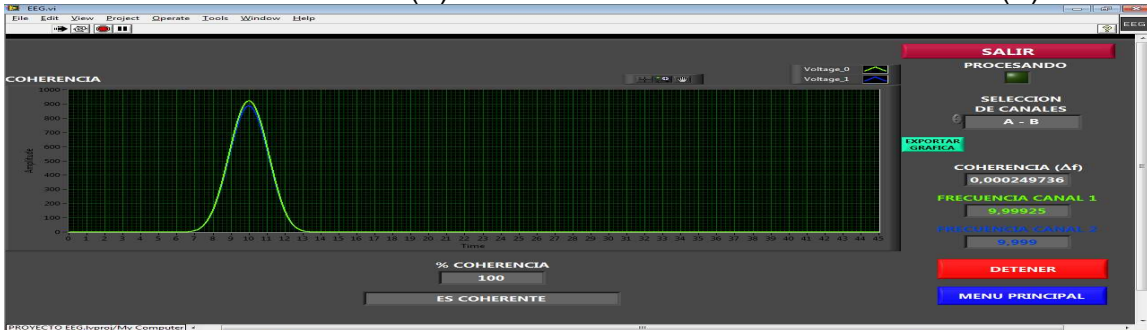 EEG.vi
File Edit View Project Operate Tools Window Help
EEG
SALIR
PROCESANDO
COHERENCIA
Voltage_0
Voltage_1
SELECCION
DE CANALES
A - B
EXPORTAR
GRAFICA
COHERENCIA (Δf)
0,000249736
FRECUENCIA CANAL 1
9,99925
FRECUENCIA CANAL 2
9,999
Amplitude
1000
900
800
700
600
500
400
300
200
100
0
0 1 2 3 4 5 6 7 8 9 10 11 12 13 14 15 16 17 18 19 20 21 22 23 24 25 26 27 28 29 30 31 32 33 34 35 36 37 38 39 40 41 42 43 44 45
Time
% COHERENCIA
100
ES COHERENTE
DETENER
MENU PRINCIPAL
PROYECTO EEG.lvproj/My Computer